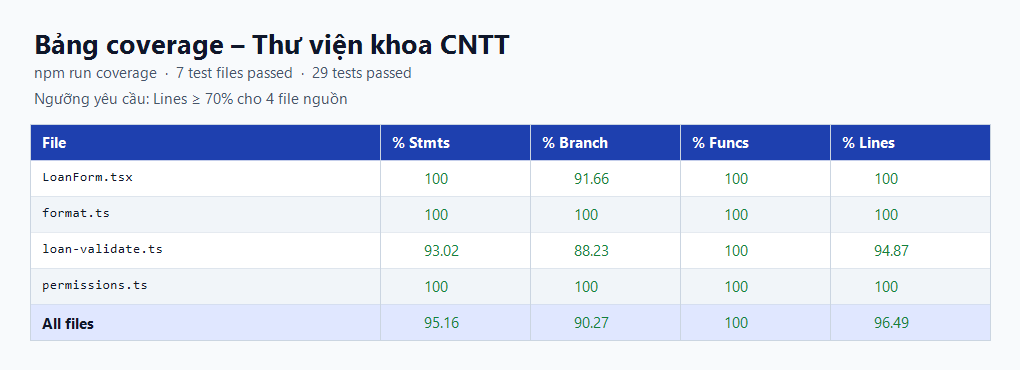 Bảng coverage – Thư viện khoa CNTT
npm run coverage · 7 test files passed · 29 tests passed
Ngưỡng yêu cầu: Lines ≥ 70% cho 4 file nguồn
File % Stmts % Branch % Funcs % Lines
LoanForm.tsx 100 91.66 100 100
format.ts 100 100 100 100
loan-validate.ts 93.02 88.23 100 94.87
permissions.ts 100 100 100 100
All files 95.16 90.27 100 96.49